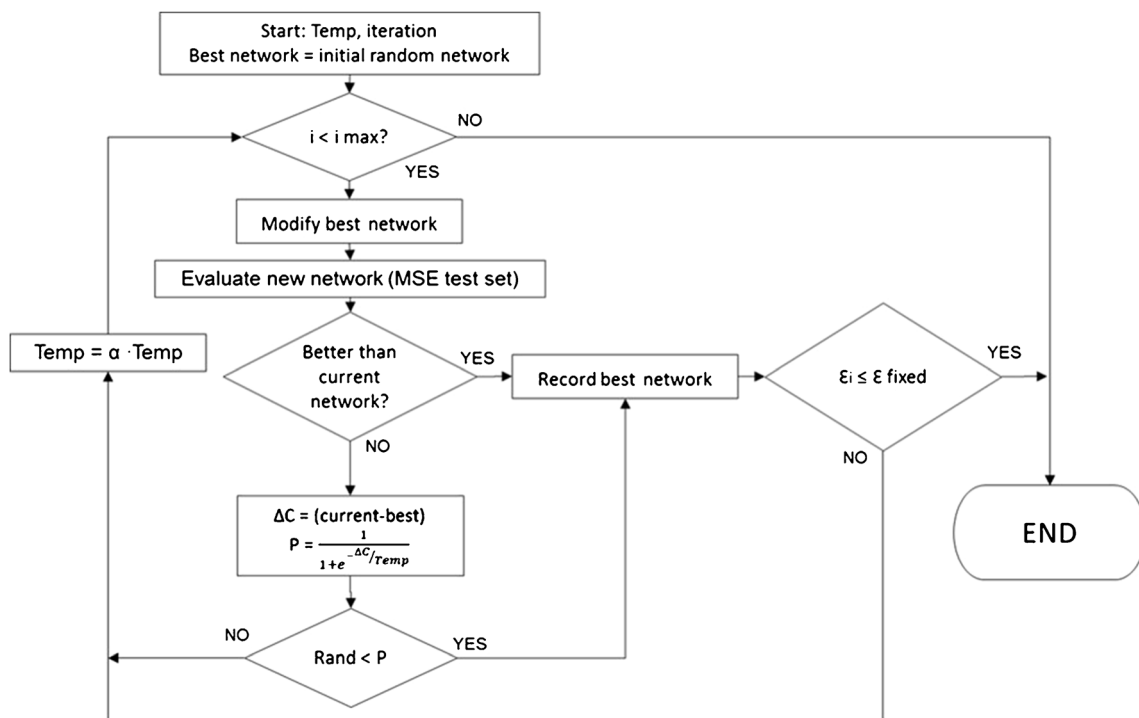 Start: Temp, iteration
Best network = initial random network
i < i max?
NO
YES
Modify best network
Evaluate new network (MSE test set)
Temp = α ·Temp
Better than
current
network?
YES
Record best network
Ɛi ≤ Ɛ fixed
YES
NO
NO
ΔC = (current-best)
P = 1/(1+e^(-ΔC/Temp))
END
NO
Rand < P
YES